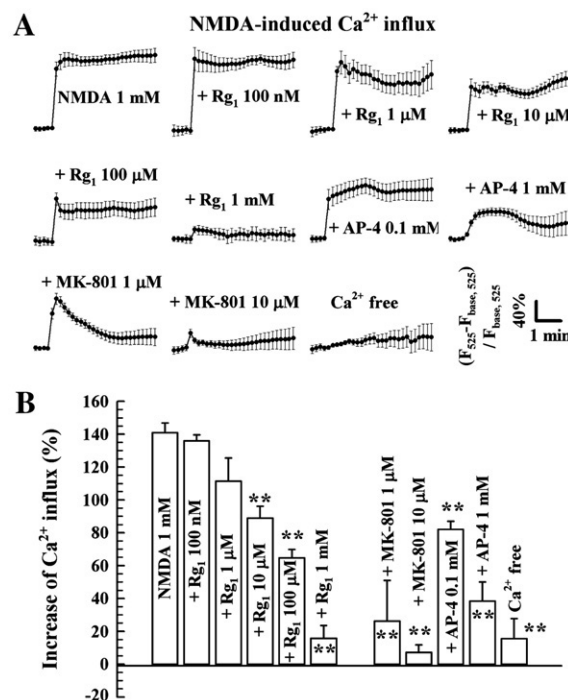 A
NMDA-induced Ca²⁺ influx
NMDA 1 mM
+ Rg₁ 100 nM
+ Rg₁ 1 μM
+ Rg₁ 10 μM
+ Rg₁ 100 μM
+ Rg₁ 1 mM
+ AP-4 0.1 mM
+ AP-4 1 mM
+ MK-801 1 μM
+ MK-801 10 μM
Ca²⁺ free
(F₅₂₅-F_base, 525)
/ F_base, 525
40%
1 min
B
Increase of Ca²⁺ influx (%)
160
140
120
100
80
60
40
20
0
-20
NMDA 1 mM
+ Rg₁ 100 nM
+ Rg₁ 1 μM
+ Rg₁ 10 μM
**
+ Rg₁ 100 μM
**
+ Rg₁ 1 mM
**
+ MK-801 1 μM
**
+ MK-801 10 μM
**
+ AP-4 0.1 mM
**
+ AP-4 1 mM
**
Ca²⁺ free
**